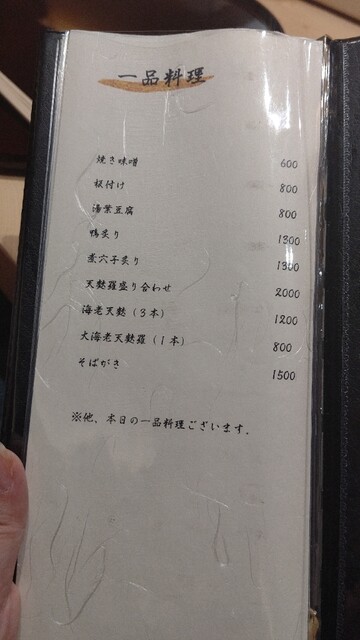 一品料理
焼き味噌 600
板付け 800
湯葉豆腐 800
鴨炙り 1300
煮穴子炙り 1300
天麩羅盛り合わせ 2000
海老天麩(3本) 1200
大海老天麩羅(1本) 800
そばがき 1500
※他、本日の一品料理ございます.